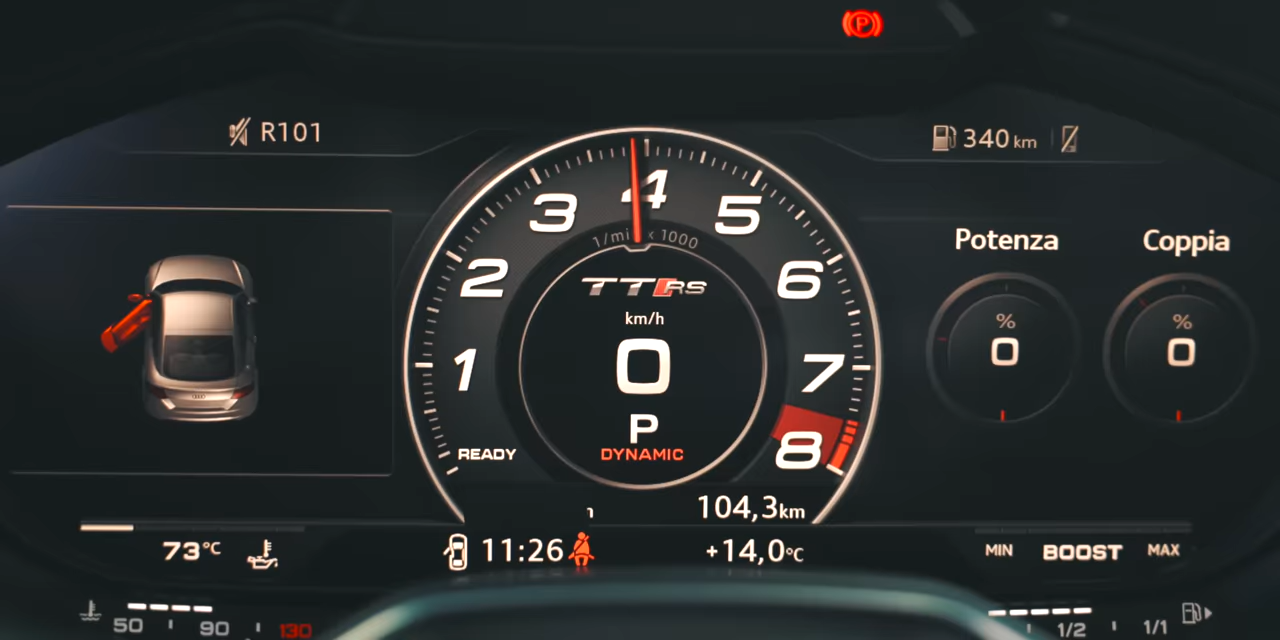 P
R101
340 km
Potenza
Coppia
1
2
3
4
5
6
7
8
1/mi x 1000
TT RS
km/h
0
P
DYNAMIC
READY
%
0
%
0
104,3km
73°C
11:26
+14,0°C
MIN BOOST MAX
50 90 130
1/2 1/1